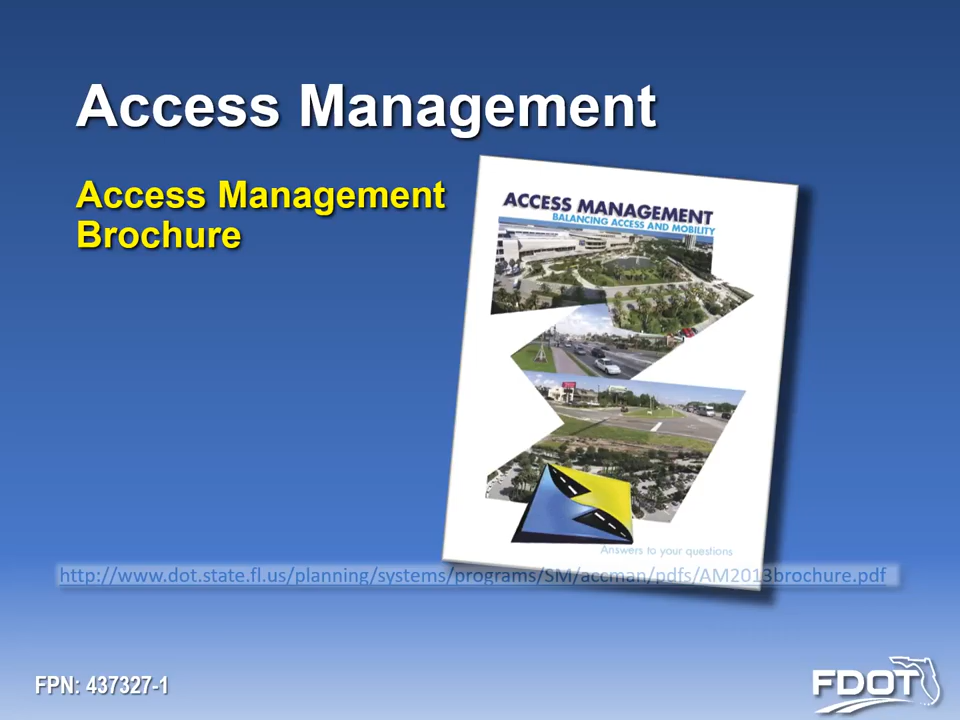 Access Management
Access Management
Brochure
ACCESS MANAGEMENT
BALANCING ACCESS AND MOBILITY
Answers to your questions
http://www.dot.state.fl.us/planning/systems/programs/SM/accman/pdfs/AM2013brochure.pdf
FPN: 437327-1
FDOT